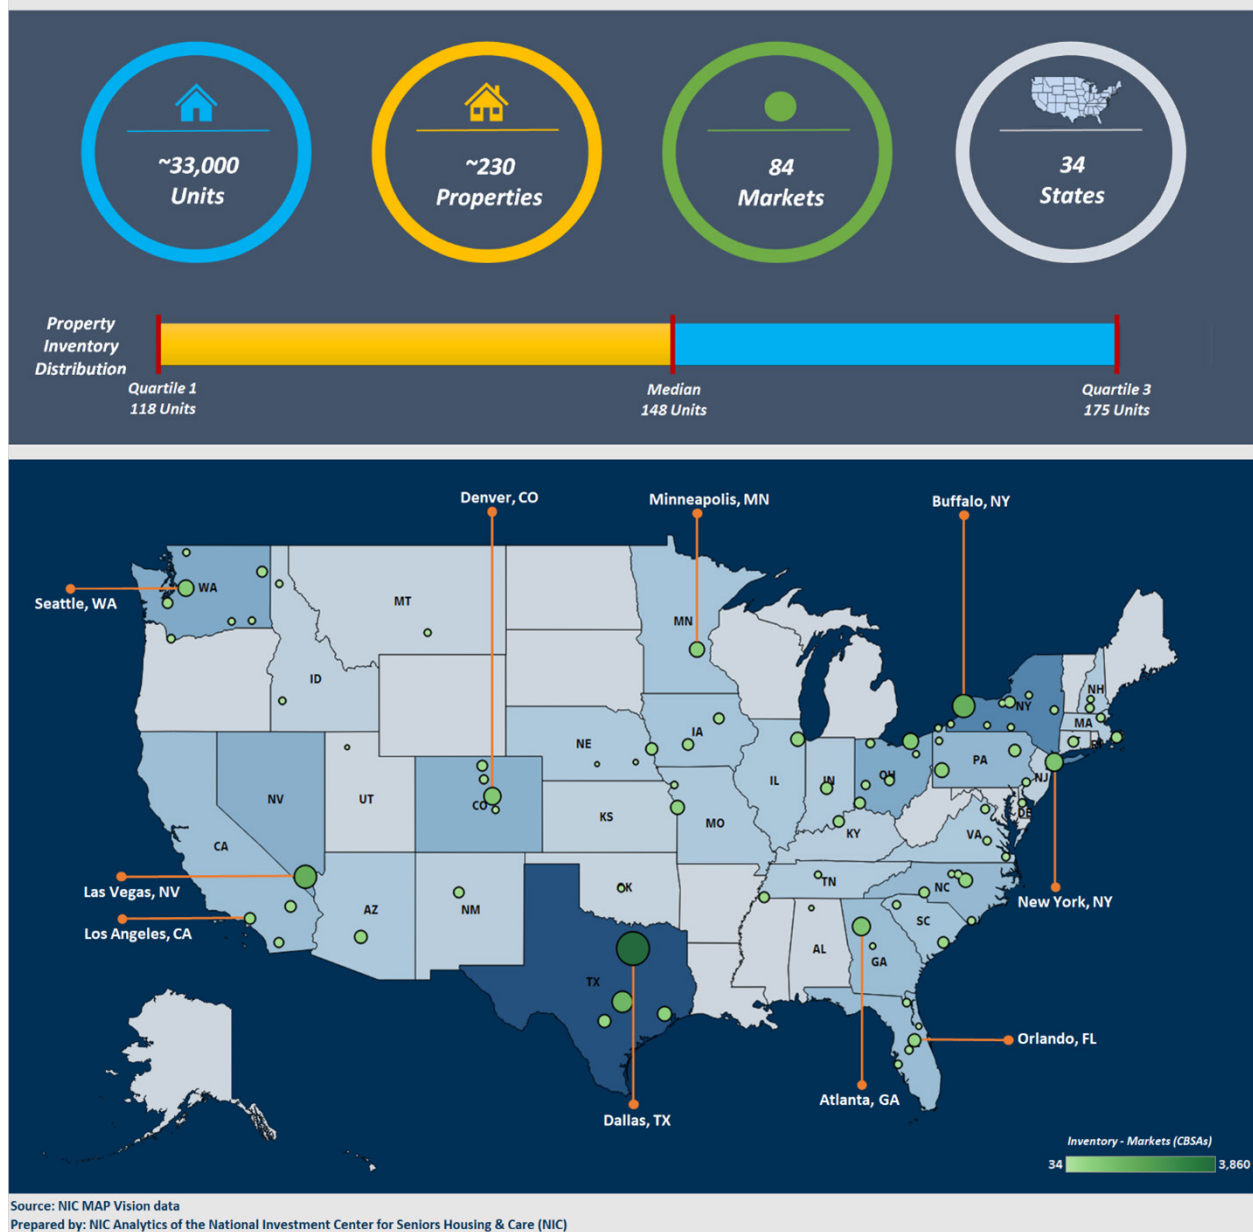 ~33,000
Units
~230
Properties
84
Markets
34
States
Property
Inventory
Distribution
Quartile 1
118 Units
Median
148 Units
Quartile 3
175 Units
Denver, CO
Minneapolis, MN
Buffalo, NY
Seattle, WA
WA
MT
MN
ID
NY
NH
MA
NE
IA
PA
NJ
NV
UT
CO
KS
IL
IN
OH
MO
KY
VA
DE
CA
Las Vegas, NV
Los Angeles, CA
AZ
NM
OK
TN
NC
SC
New York, NY
AL
GA
TX
Orlando, FL
Atlanta, GA
Dallas, TX
Inventory - Markets (CBSAs)
34
3,860
Source: NIC MAP Vision data
Prepared by: NIC Analytics of the National Investment Center for Seniors Housing & Care (NIC)